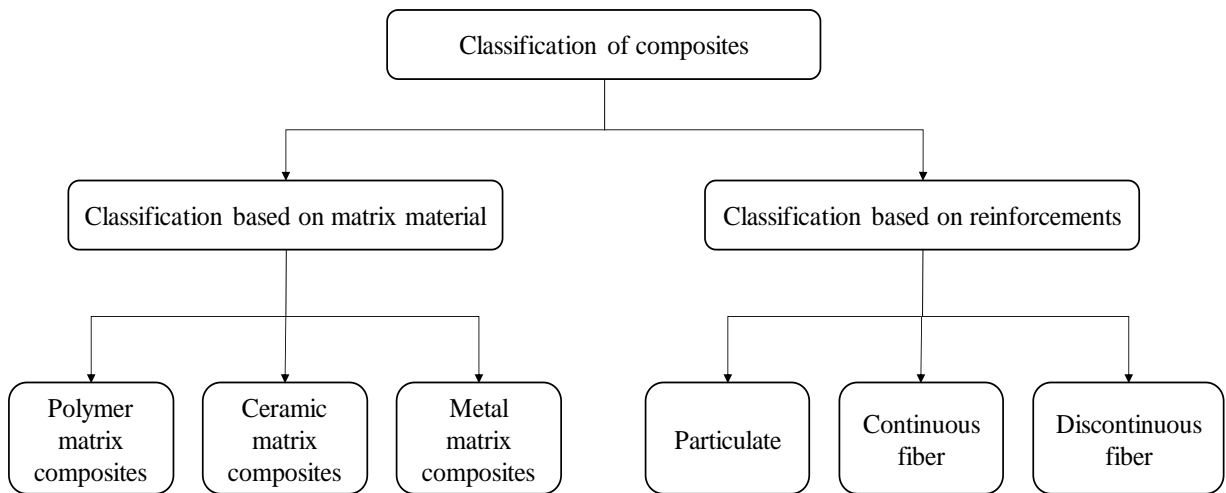 Classification of composites
Classification based on matrix material
Classification based on reinforcements
Polymer
matrix
composites
Ceramic
matrix
composites
Metal
matrix
composites
Particulate
Continuous
fiber
Discontinuous
fiber